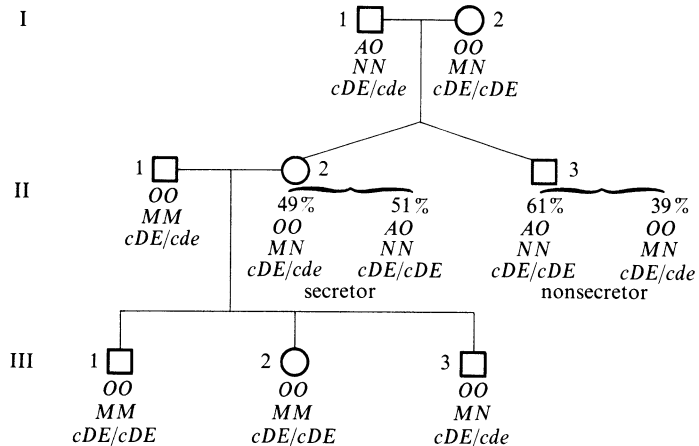 I
1
2
AO
OO
NN
MN
cDE/cde
cDE/cDE
II
1
2
3
OO
MM
cDE/cde
49% 51%
OO AO
MN NN
cDE/cde cDE/cDE
secretor
61% 39%
AO OO
NN MN
cDE/cDE cDE/cde
nonsecretor
III
1
2
3
OO OO OO
MM MM MN
cDE/cDE cDE/cDE cDE/cde